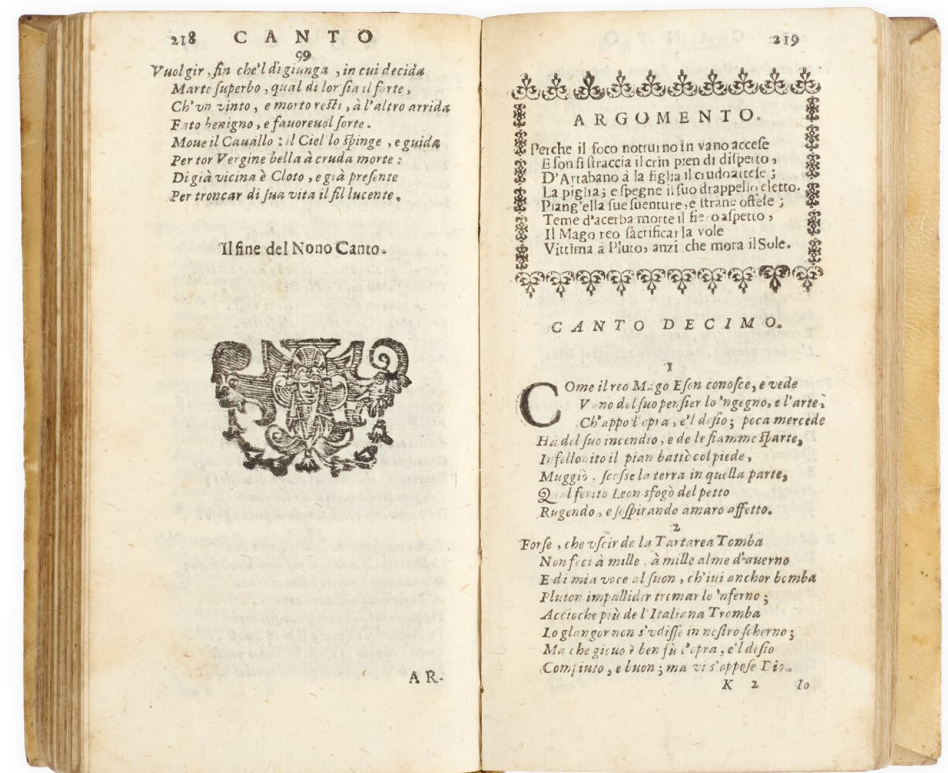 218 CANTO
99
Vuol gir, fin che'l di giunga, in cui decida
Marte superbo, qual di lor sia il forte,
Ch'vn vinto, e morto resti, à l'altro arrida
Fato benigno, e fauoreuol sorte.
Moue il Cauallo: il Ciel lo spinge, e guida
Per tor Vergine bella à cruda morte:
Di già vicina è Cloto, e già presente
Per troncar di sua vita il fil lucente.
Il fine del Nono Canto.
AR-
219
ARGOMENTO.
Perche il foco notturno in vano accese
Eson si straccia il crin pien di dispetto,
D'Artabano à la figlia il crudo attese;
La piglia; e spegne il suo drappello eletto.
Piang'ella sue suenture, e strane offese;
Teme d'acerba morte il fiero aspetto,
Il Mago reo sacrificar la vole
Vittima à Pluto, anzi che mora il Sole.
CANTO DECIMO.
1
Come il reo Mago Eson conosce, e vede
Vano del suo pensier lo 'ngegno, e l'arte;
Ch'appo l'opra, e'l desio; poca mercede
Hà del suo incendio, e de le fiamme sparte,
Infellonito il pian battè col piede,
Muggiò, scosse la terra in quella parte,
Qual ferito Leon sfogò del petto
Rugendo, e sospirando amaro affetto.
2
Forse, che vscir de la Tartarea Tomba
Non feci à mille, à mille alme d'auerno
E di mia voce al suon, ch'iui anchor bomba
Pluton impallidir tremar lo 'nferno;
Accioche più de l'Italiana Tromba
Lo glangor non s'vdisse in nostro scherno;
Ma che giouò è ben fù l'opra, e'l desio
Compiuto, e buon; ma vi s'oppose Dio.
K 2 Io